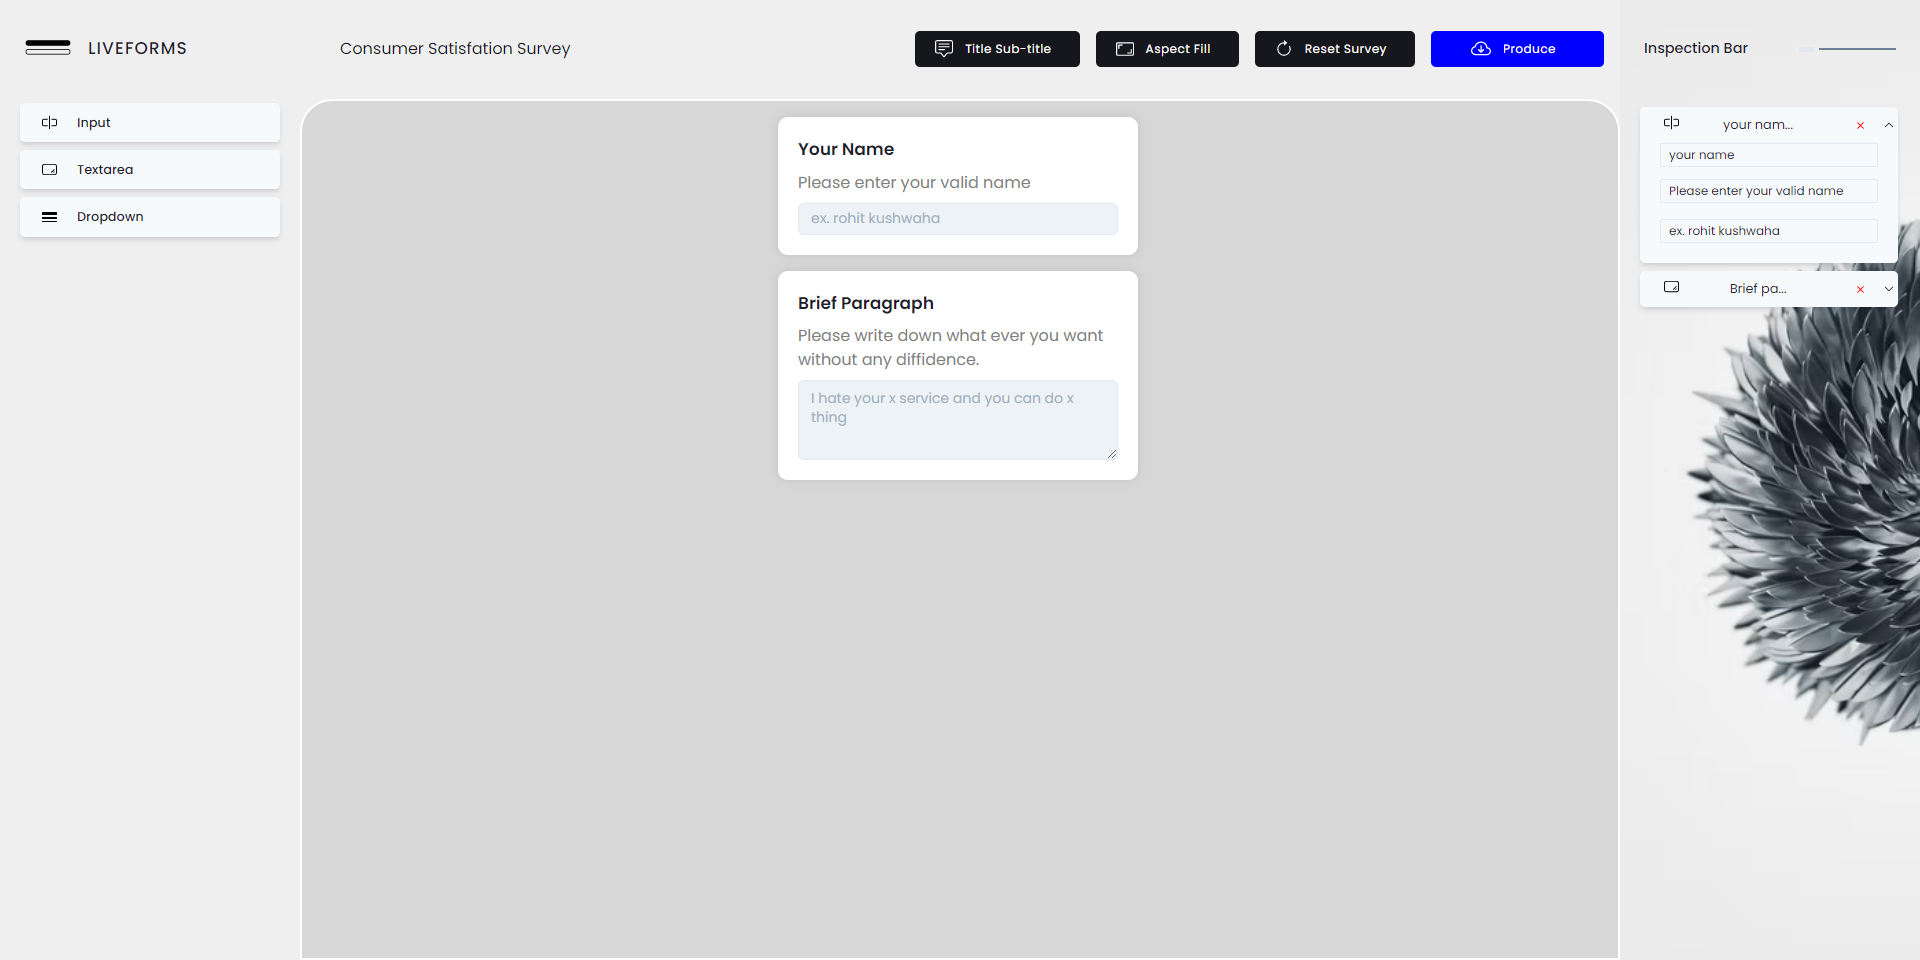 LIVEFORMS
Consumer Satisfation Survey
Title Sub-title
Aspect Fill
Reset Survey
Produce
Inspection Bar
Input
Textarea
Dropdown
Your Name
Please enter your valid name
ex. rohit kushwaha
Brief Paragraph
Please write down what ever you want
without any diffidence.
I hate your x service and you can do x
thing
your nam...
your name
Please enter your valid name
ex. rohit kushwaha
Brief pa...